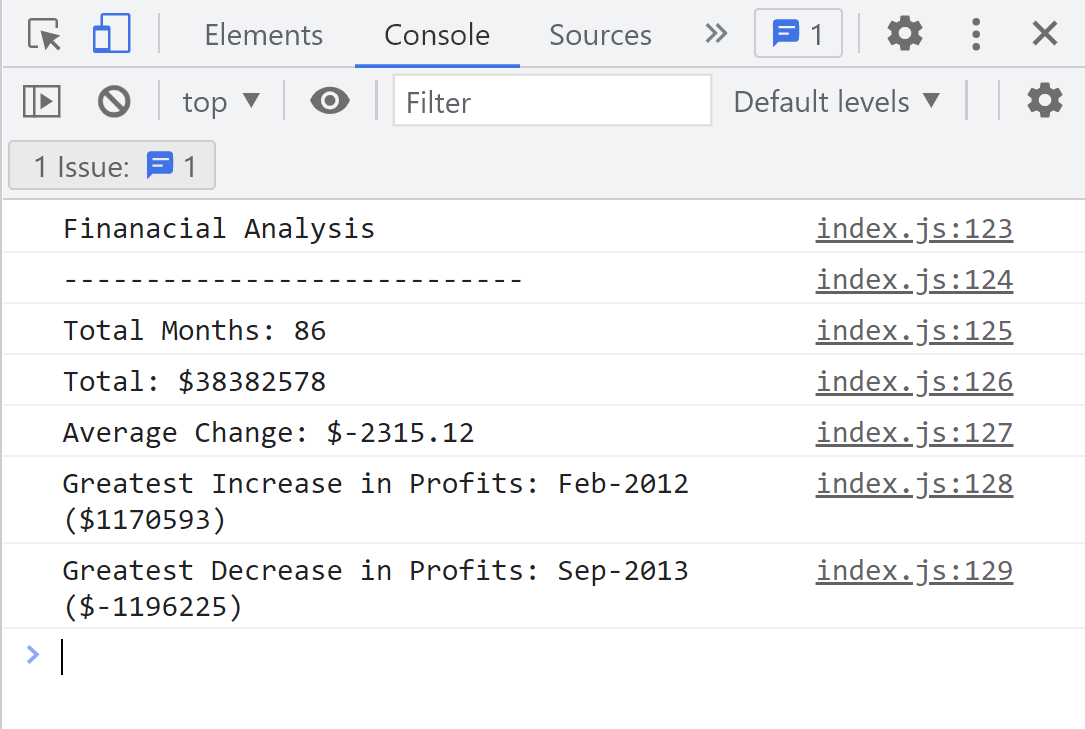 Elements Console Sources 1
top Filter Default levels
1 Issue: 1
Finanacial Analysis index.js:123
---------------------------- index.js:124
Total Months: 86 index.js:125
Total: $38382578 index.js:126
Average Change: $-2315.12 index.js:127
Greatest Increase in Profits: Feb-2012 index.js:128
($1170593)
Greatest Decrease in Profits: Sep-2013 index.js:129
($-1196225)